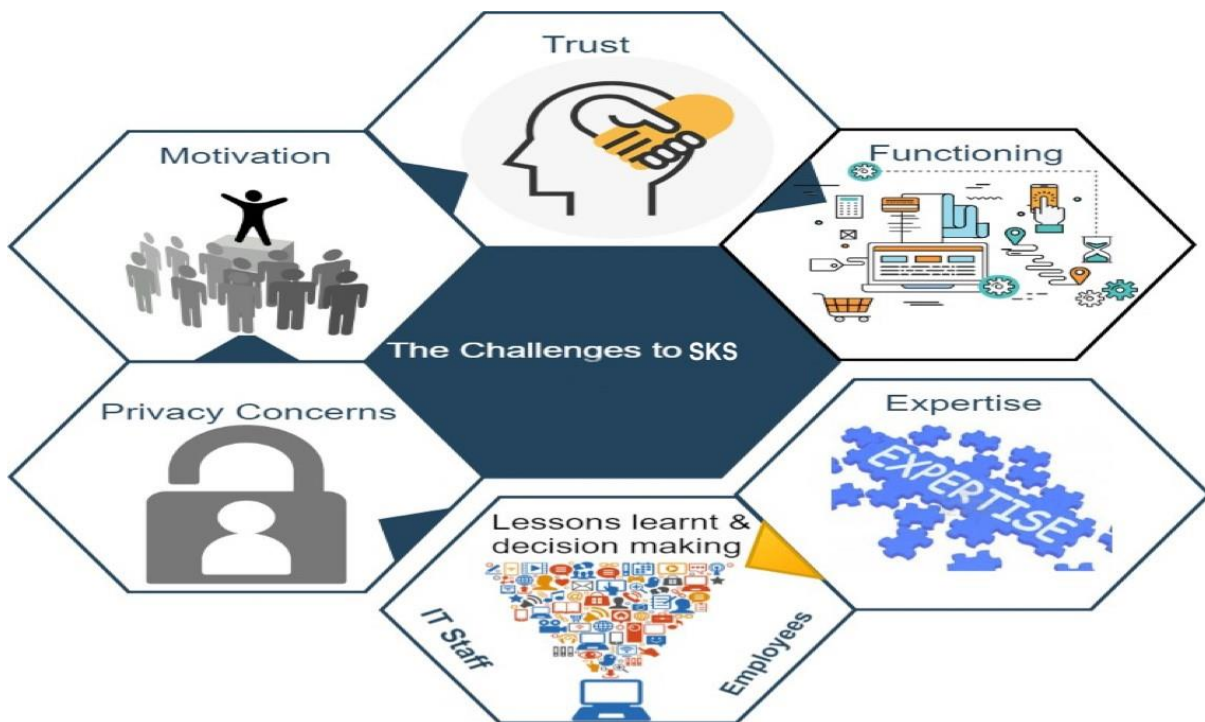 Trust
Motivation
Functioning
The Challenges to SKS
Privacy Concerns
Expertise
EXPERTISE
Lessons learnt &
decision making
IT Staff
Employees